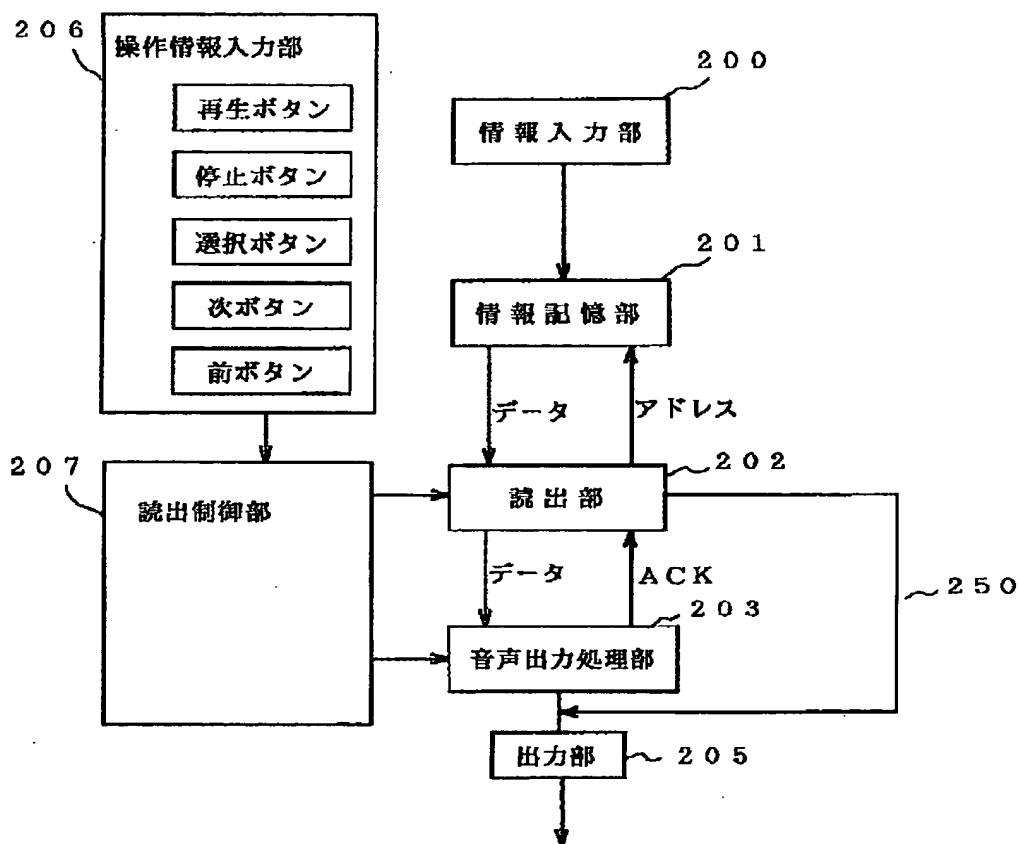 ２０６
操作情報入力部
再生ボタン
停止ボタン
選択ボタン
次ボタン
前ボタン
２００
情報入力部
２０１
情報記憶部
データ
アドレス
２０７
読出制御部
２０２
読出部
データ
ＡＣＫ
２５０
２０３
音声出力処理部
出力部
２０５